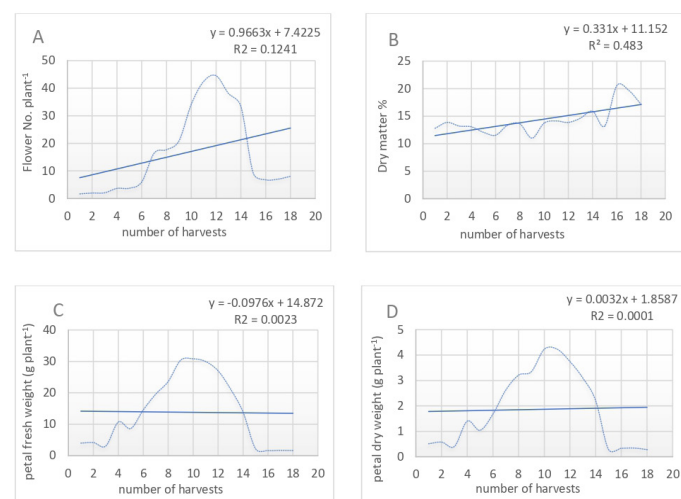 A
y = 0.9663x + 7.4225
R2 = 0.1241
Flower No. plant⁻¹
50
40
30
20
10
0
0 2 4 6 8 10 12 14 16 18 20
number of harvests
B
y = 0.331x + 11.152
R² = 0.483
Dry matter %
25
20
15
10
5
0
0 2 4 6 8 10 12 14 16 18 20
number of harvests
C
y = -0.0976x + 14.872
R2 = 0.0023
petal fresh weight (g plant⁻¹)
40
30
20
10
0
0 2 4 6 8 10 12 14 16 18 20
number of harvests
D
y = 0.0032x + 1.8587
R2 = 0.0001
petal dry weight (g plant⁻¹)
5
4
3
2
1
0
0 2 4 6 8 10 12 14 16 18 20
number of harvests